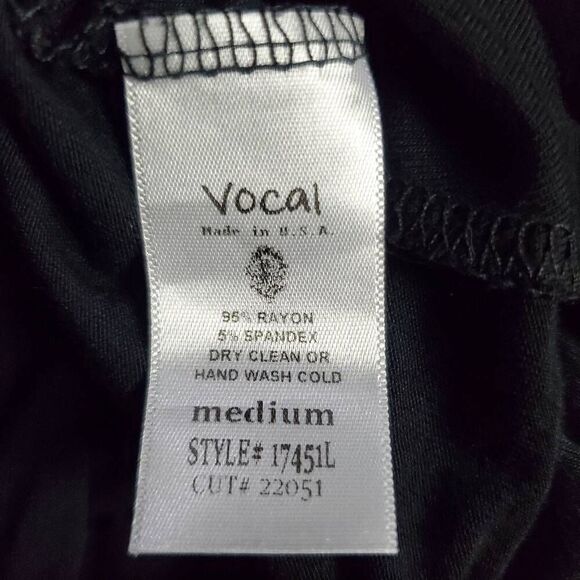 Vocal
Made in U.S.A.
95% RAYON
5% SPANDEX
DRY CLEAN OR
HAND WASH COLD
medium
STYLE# 17451L
CUT# 22051